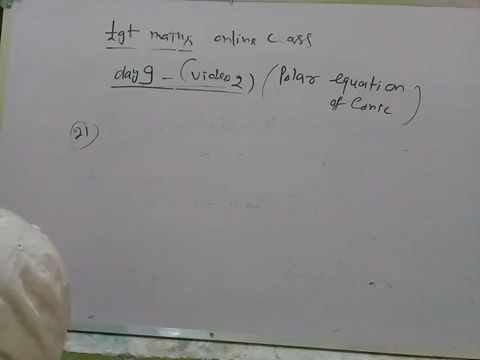 tgt maths online class
day 9 - (video 2) (Polar equation
of Conic)
21)